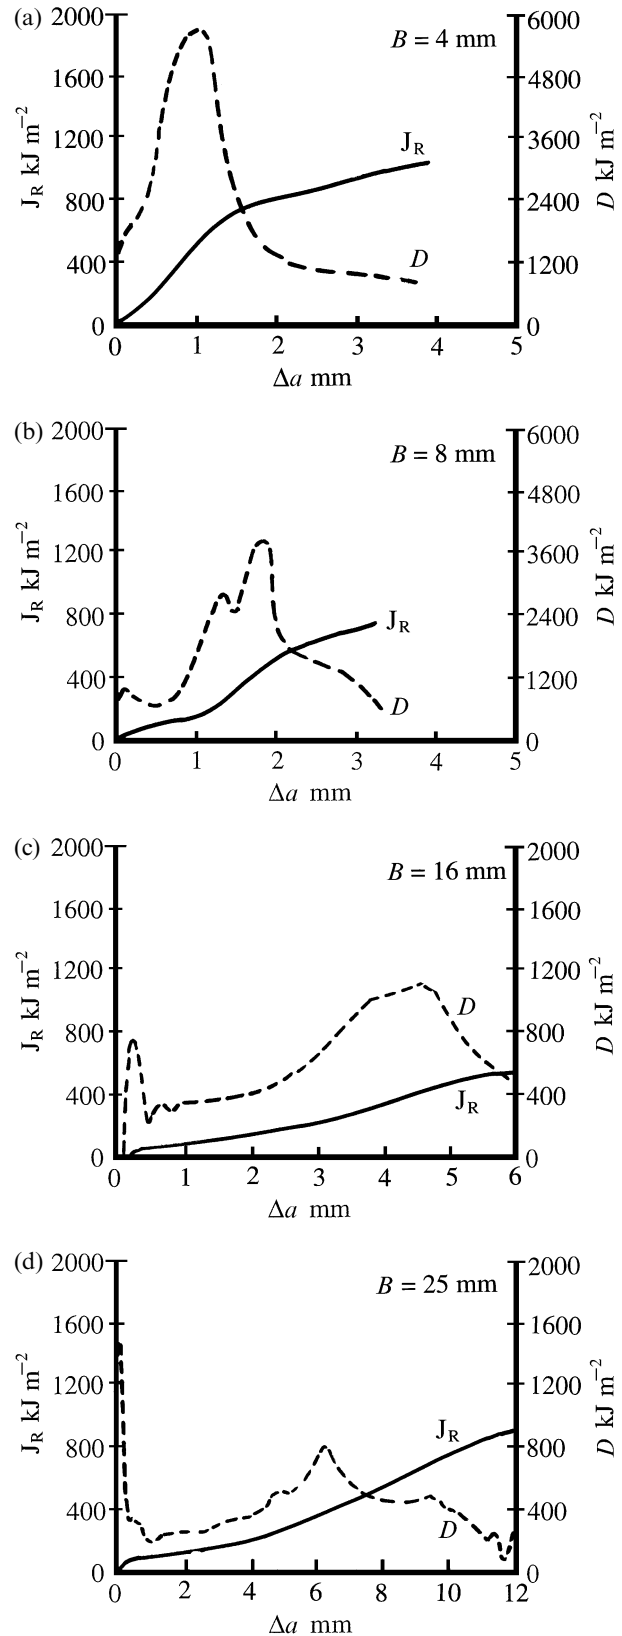 (a) 2000 6000
B = 4 mm
1600 4800
1200 3600
J_R
800 2400
D
400 1200
0 0
0 1 2 3 4 5
Δa mm
J_R kJ m⁻²
D kJ m⁻²
(b) 2000 6000
B = 8 mm
1600 4800
1200 3600
800 2400
J_R
400 1200
D
0 0
0 1 2 3 4 5
Δa mm
J_R kJ m⁻²
D kJ m⁻²
(c) 2000 2000
B = 16 mm
1600 1600
1200 1200
D
800 800
400 400
J_R
0 0
0 1 2 3 4 5 6
Δa mm
J_R kJ m⁻²
D kJ m⁻²
(d) 2000 2000
B = 25 mm
1600 1600
1200 1200
J_R
800 800
400 400
D
0 0
0 2 4 6 8 10 12
Δa mm
J_R kJ m⁻²
D kJ m⁻²